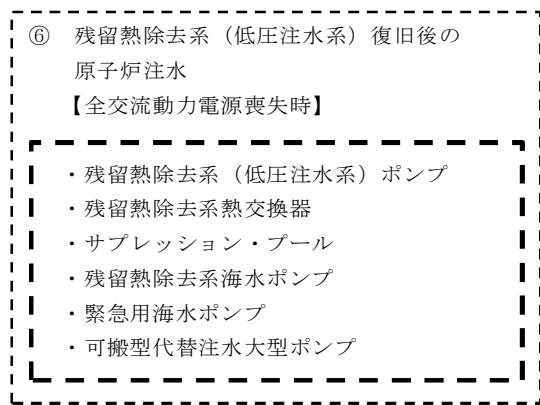 ⑥ 残留熱除去系(低圧注水系)復旧後の
原子炉注水
【全交流動力電源喪失時】
・残留熱除去系(低圧注水系)ポンプ
・残留熱除去系熱交換器
・サプレッション・プール
・残留熱除去系海水ポンプ
・緊急用海水ポンプ
・可搬型代替注水大型ポンプ